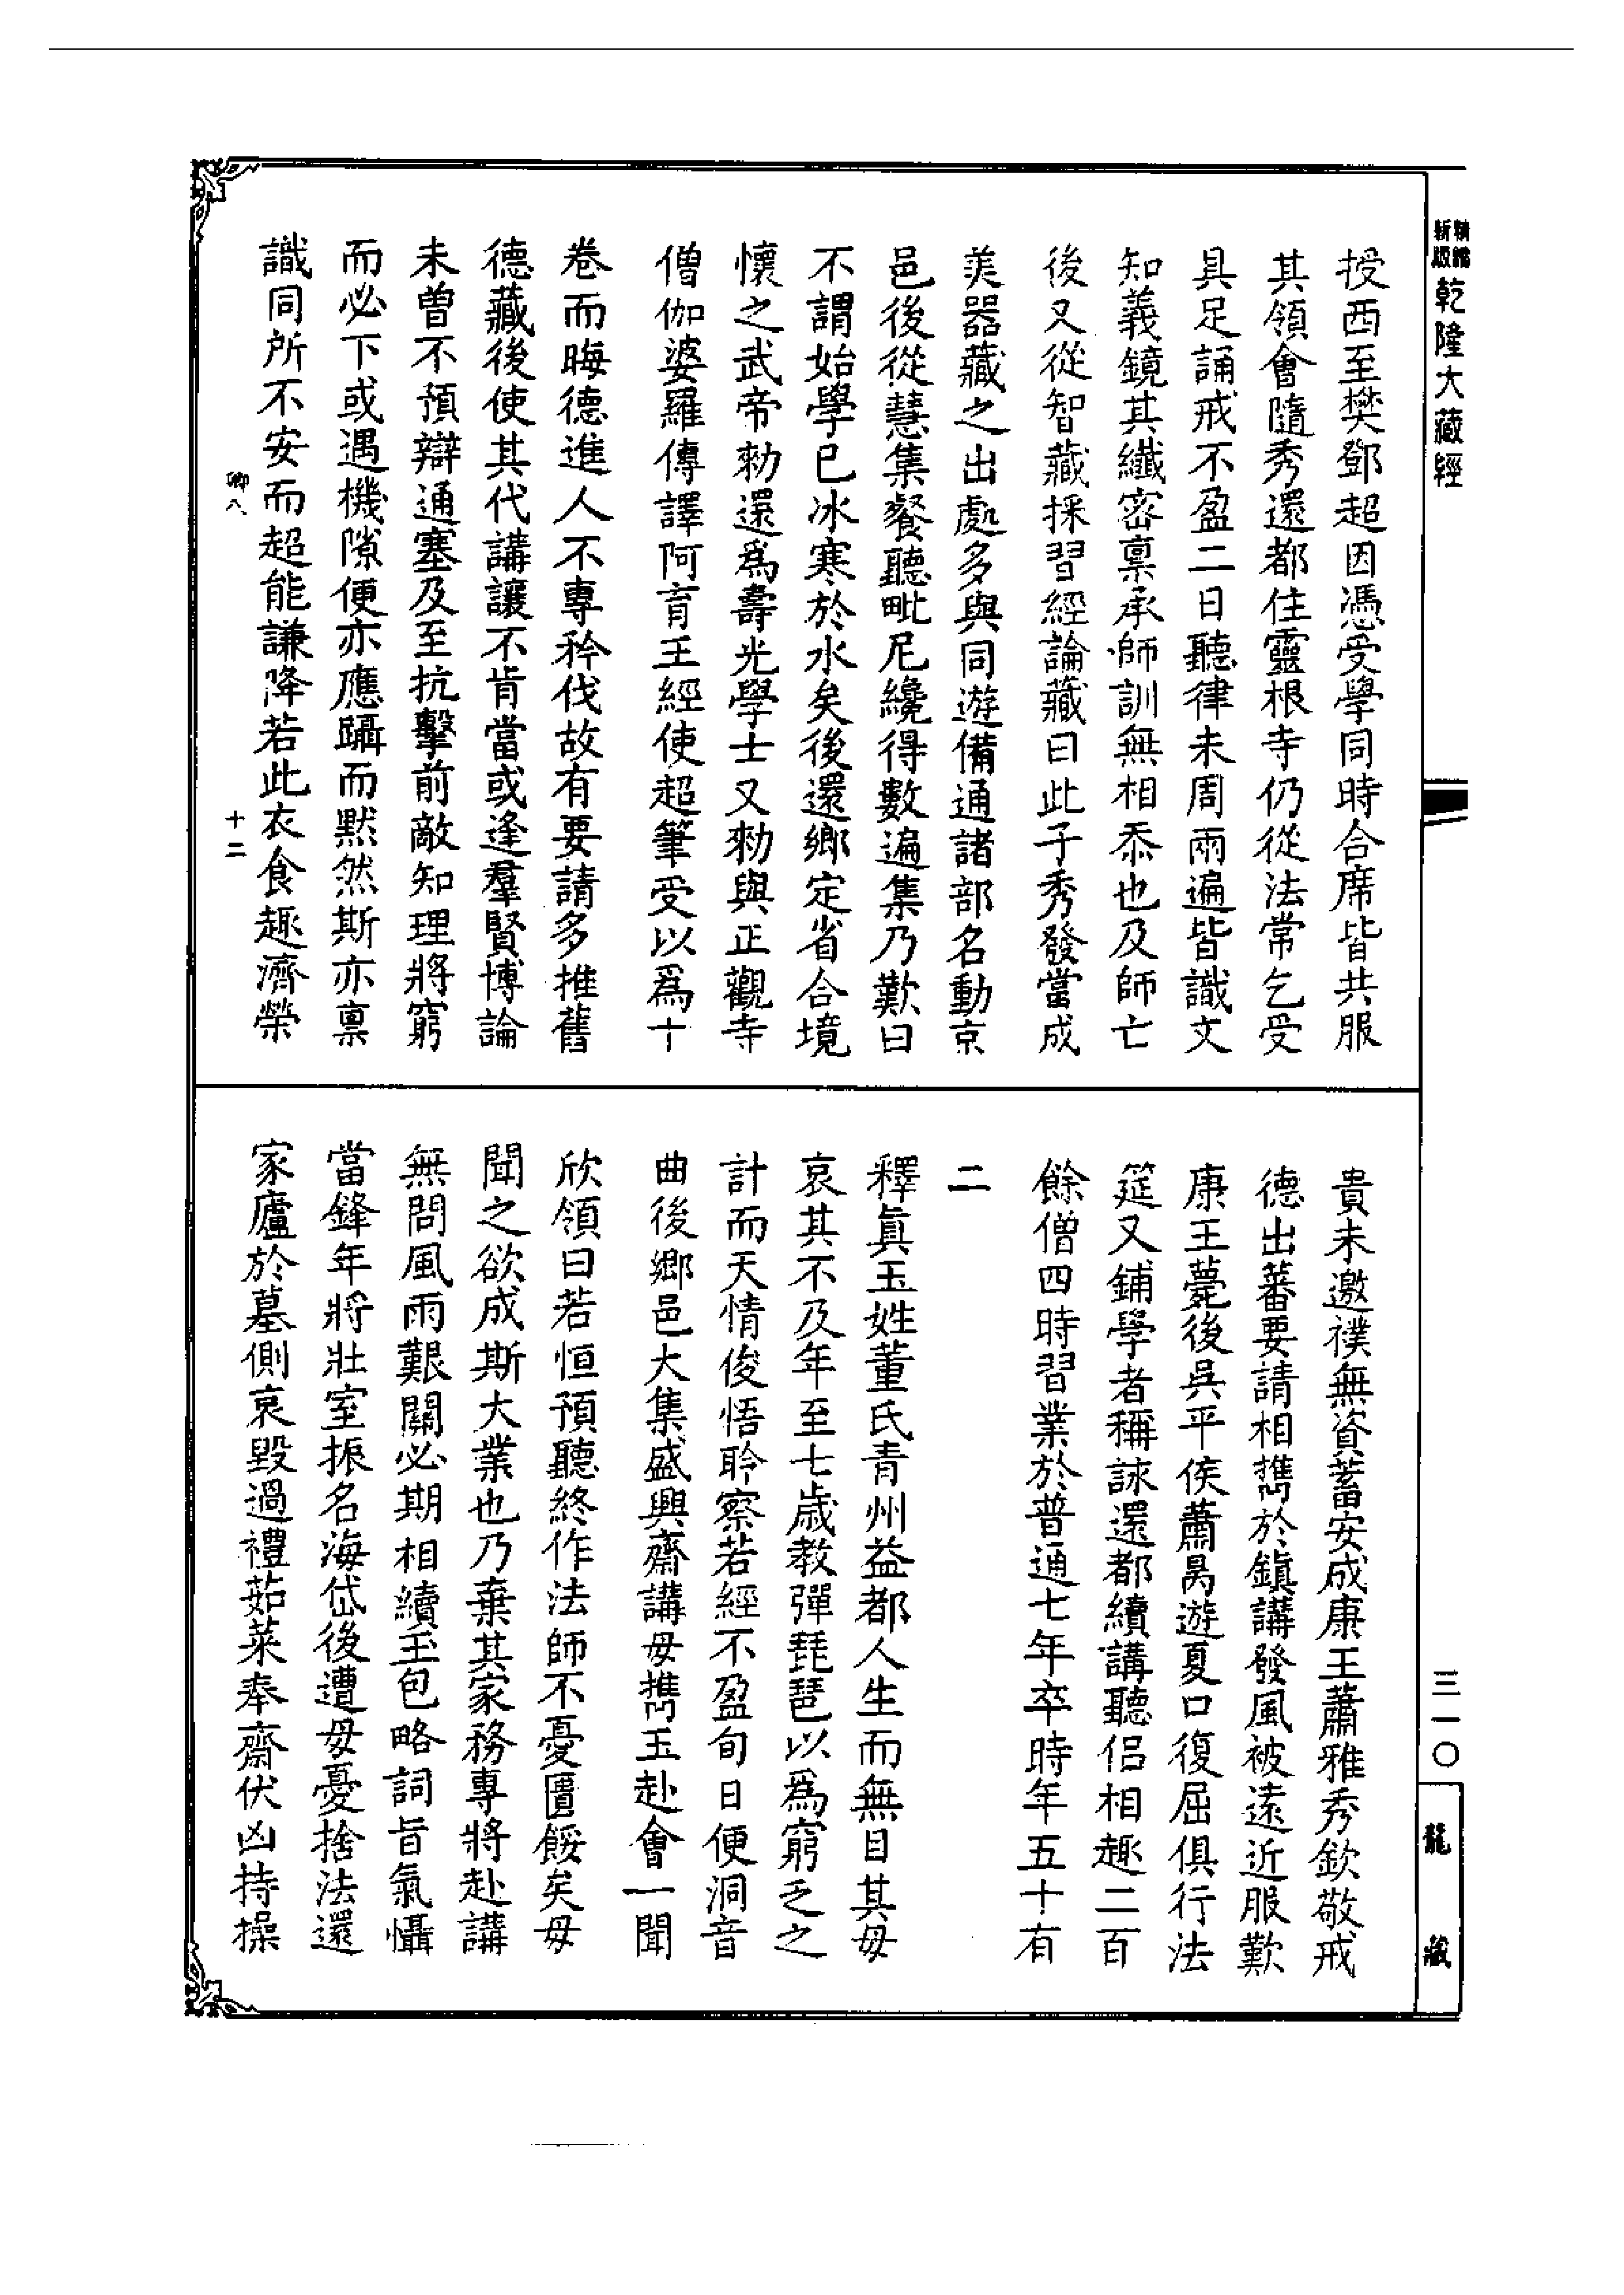 新版
精縮
乾隆大藏經
三一〇
龍藏
授西至樊鄧超因憑受學同時合席皆共服
其領會隨秀還都住靈根寺仍從法常乞受
具足誦戒不盈二日聽律未周兩遍皆識文
知義鏡其纖密稟承師訓無相忝也及師亡
後又從智藏採習經論藏曰此子秀發當成
美器藏之出處多與同遊備通諸部名動京
邑後從慧集餐聽毗尼纔得數遍集乃歎曰
不謂始學已冰寒於水矣後還鄉定省合境
懷之武帝勑還爲壽光學士又勑與正觀寺
僧伽婆羅傳譯阿育王經使超筆受以爲十
卷而晦德進人不專矜伐故有要請多推舊
德藏後使其代講讓不肯當或逢羣賢博論
未曾不預辯通塞及至抗擊前敵知理將窮
而必下或遇機隙便亦應躡而默然斯亦稟
識同所不安而超能謙降若此衣食趣濟榮
卿八 十二
貴未邀襆無資蓄安成康王蕭雅秀欽敬戒
德出蕃要請相攜於鎮講發風被遠近服歎
康王薨後吳平侯蕭昺遊夏口復屈俱行法
筵又鋪學者稱詠還都續講聽侶相趣二百
餘僧四時習業於普通七年卒時年五十有
二
釋眞玉姓董氏青州益都人生而無目其母
哀其不及年至七歲教彈琵琶以爲窮乏之
計而天情俊悟聆察若經不盈旬日便洞音
曲後鄉邑大集盛興齋講母攜玉赴會一聞
欣領曰若恒預聽終作法師不憂匱餒矣母
聞之欲成斯大業也乃棄其家務專將赴講
無問風雨艱關必期相續玉包略詞旨氣懾
當鋒年將壯室振名海岱後遭母憂捨法還
家廬於墓側哀毀過禮茹菜奉齋伏凶持操